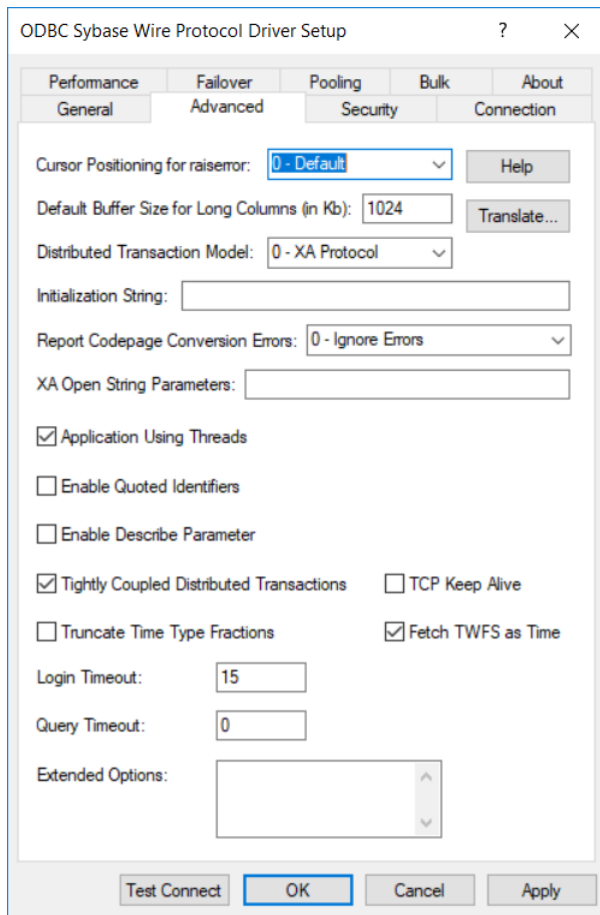 ODBC Sybase Wire Protocol Driver Setup ?
Performance Failover Pooling Bulk About
General Advanced Security Connection
Cursor Positioning for raiserror: 0 - Default Help
Default Buffer Size for Long Columns (in Kb): 1024 Translate...
Distributed Transaction Model: 0 - XA Protocol
Initialization String:
Report Codepage Conversion Errors: 0 - Ignore Errors
XA Open String Parameters:
Application Using Threads
Enable Quoted Identifiers
Enable Describe Parameter
Tightly Coupled Distributed Transactions TCP Keep Alive
Truncate Time Type Fractions Fetch TWFS as Time
Login Timeout: 15
Query Timeout: 0
Extended Options:
Test Connect OK Cancel Apply